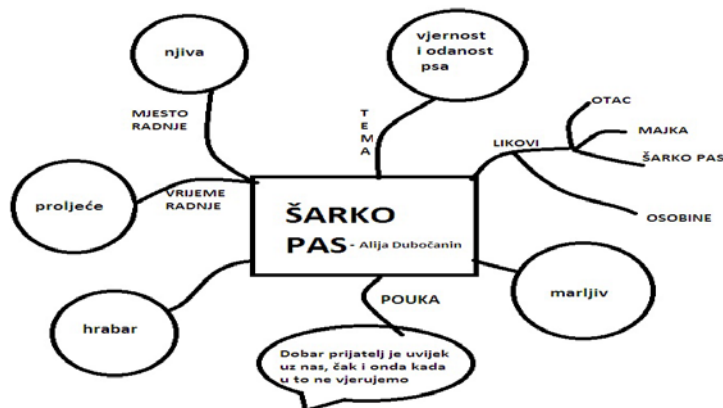 njiva
MJESTO
RADNJE
vjernost
i odanost
psa
T
E
M
A
OTAC
MAJKA
ŠARKO PAS
LIKOVI
OSOBINE
proljeće
VRIJEME
RADNJE
ŠARKO
PAS - Alija Dubočanin
marljiv
hrabar
POUKA
Dobar prijatelj je uvijek
uz nas, čak i onda kada
u to ne vjerujemo